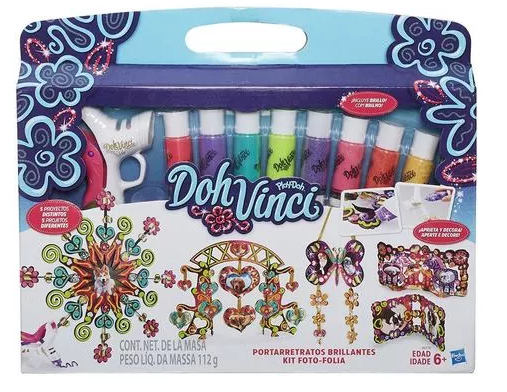 ¡INCLUYE BRILLO!
COM BRILHO!
DohVinci
PLAY-DOH
DohVinci
5 PROYECTOS
DISTINTOS
5 PROJETOS
DIFERENTES
¡APRIETA Y DECORA!
APERTE E DECORE!
CONT. NET. DE LA MASA
PESO LÍQ. DA MASSA 112 g
PORTARRETRATOS BRILLANTES
KIT FOTO-FOLIA
EDAD
IDADE 6+
Hasbro